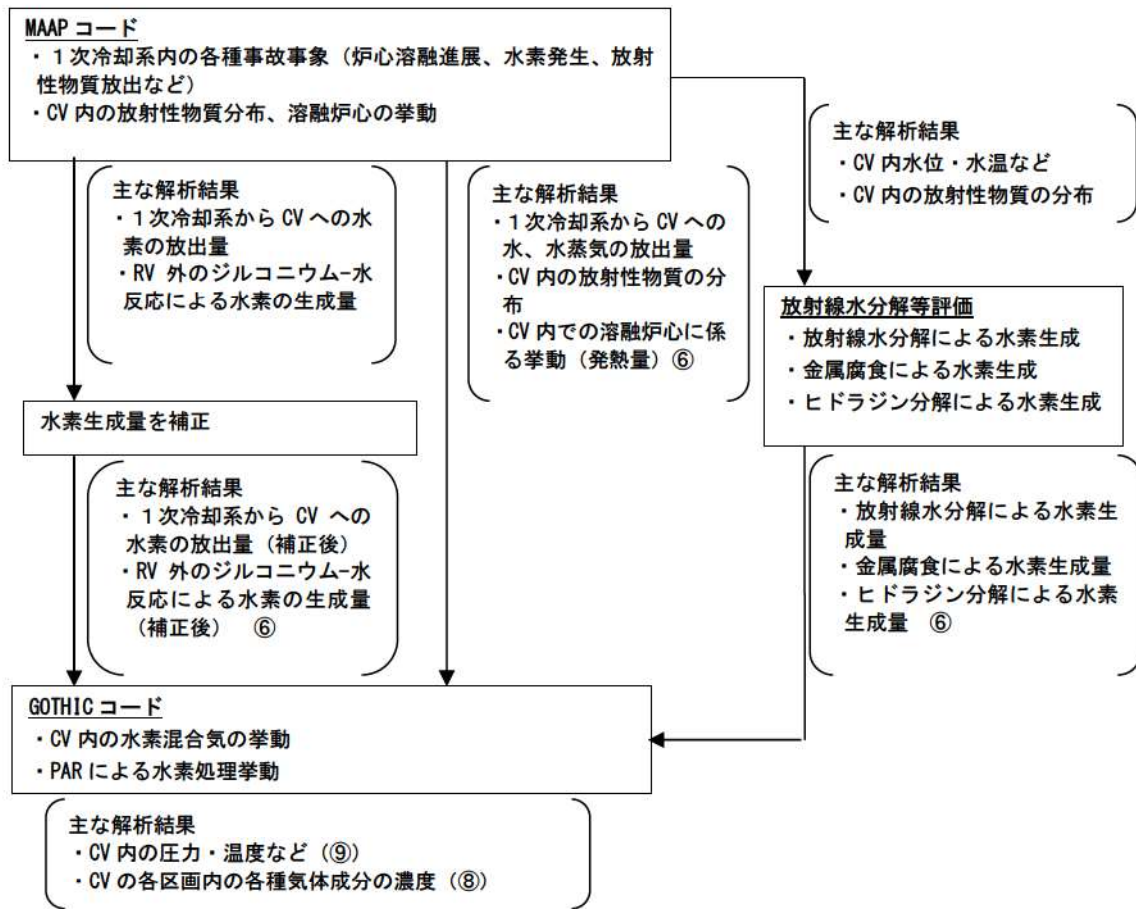 MAAP コード
・１次冷却系内の各種事故事象（炉心溶融進展、水素発生、放射
性物質放出など）
・CV 内の放射性物質分布、溶融炉心の挙動
主な解析結果
・１次冷却系から CV への水
素の放出量
・RV 外のジルコニウム-水
反応による水素の生成量
主な解析結果
・１次冷却系から CV への
水、水蒸気の放出量
・CV 内の放射性物質の分
布
・CV 内での溶融炉心に係
る挙動（発熱量）⑥
主な解析結果
・CV 内水位・水温など
・CV 内の放射性物質の分布
放射線水分解等評価
・放射線水分解による水素生成
・金属腐食による水素生成
・ヒドラジン分解による水素生成
水素生成量を補正
主な解析結果
・１次冷却系から CV への
水素の放出量（補正後）
・RV 外のジルコニウム-水
反応による水素の生成量
（補正後） ⑥
主な解析結果
・放射線水分解による水素生
成量
・金属腐食による水素生成量
・ヒドラジン分解による水素
生成量 ⑥
GOTHIC コード
・CV 内の水素混合気の挙動
・PAR による水素処理挙動
主な解析結果
・CV 内の圧力・温度など（⑨）
・CV の各区画内の各種気体成分の濃度（⑧）